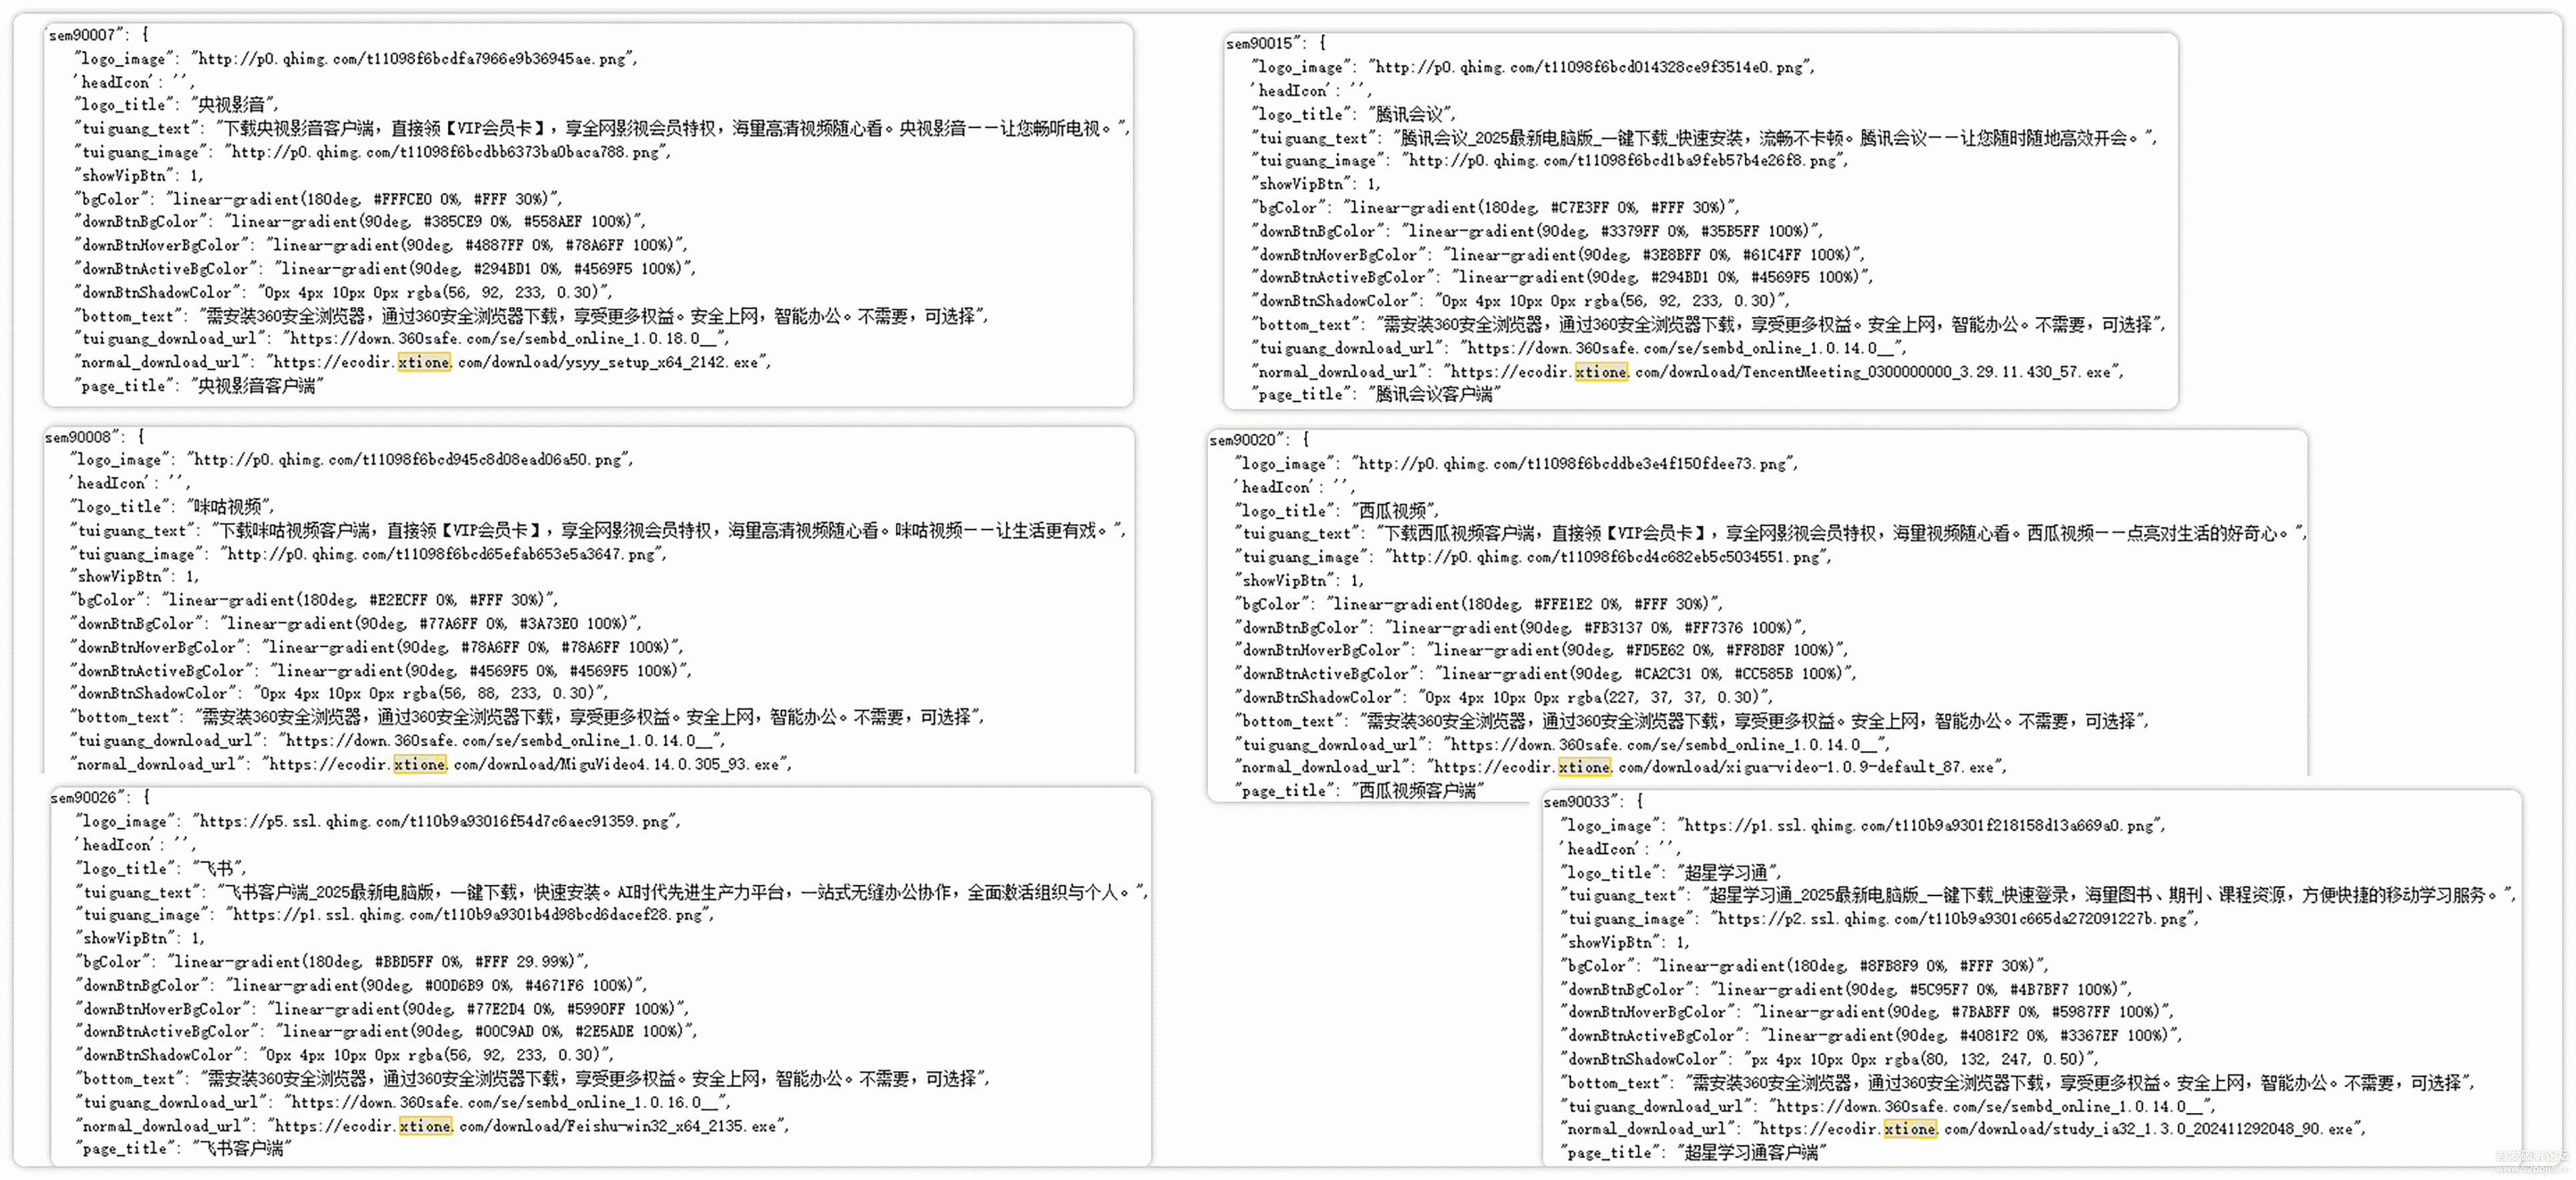 sem90007": {
"logo_image": "http://p0.qhimg.com/t11098f6bcdfa7966e9b36945ae.png",
'headIcon': '',
"logo_title": "央视影音",
"tuiguang_text": "下载央视影音客户端，直接领【VIP会员卡】，享全网影视会员特权，海里高清视频随心看。央视影音——让您畅听电视。",
"tuiguang_image": "http://p0.qhimg.com/t11098f6bcdbb6373ba0baca788.png",
"showVipBtn": 1,
"bgColor": "linear-gradient(180deg, #FFFCE0 0%, #FFF 30%)",
"downBtnBgColor": "linear-gradient(90deg, #385CE9 0%, #558AEF 100%)",
"downBtnHoverBgColor": "linear-gradient(90deg, #4887FF 0%, #78A6FF 100%)",
"downBtnActiveBgColor": "linear-gradient(90deg, #294BD1 0%, #4569F5 100%)",
"downBtnShadowColor": "0px 4px 10px 0px rgba(56, 92, 233, 0.30)",
"bottom_text": "需安装360安全浏览器，通过360安全浏览器下载，享受更多权益。安全上网，智能办公。不需要，可选择",
"tuiguang_download_url": "https://down.360safe.com/se/sembd_online_1.0.18.0__",
"normal_download_url": "https://ecodir.xtione.com/download/ysyy_setup_x64_2142.exe",
"page_title": "央视影音客户端"
sem90015": {
"logo_image": "http://p0.qhimg.com/t11098f6bcd014328ce9f3514e0.png",
'headIcon': '',
"logo_title": "腾讯会议",
"tuiguang_text": "腾讯会议_2025最新电脑版_一键下载_快速安装，流畅不卡顿。腾讯会议——让您随时随地高效开会。",
"tuiguang_image": "http://p0.qhimg.com/t11098f6bcd1ba9feb57b4e26f8.png",
"showVipBtn": 1,
"bgColor": "linear-gradient(180deg, #C7E3FF 0%, #FFF 30%)",
"downBtnBgColor": "linear-gradient(90deg, #3379FF 0%, #35B5FF 100%)",
"downBtnHoverBgColor": "linear-gradient(90deg, #3E8BFF 0%, #61C4FF 100%)",
"downBtnActiveBgColor": "linear-gradient(90deg, #294BD1 0%, #4569F5 100%)",
"downBtnShadowColor": "0px 4px 10px 0px rgba(56, 92, 233, 0.30)",
"bottom_text": "需安装360安全浏览器，通过360安全浏览器下载，享受更多权益。安全上网，智能办公。不需要，可选择",
"tuiguang_download_url": "https://down.360safe.com/se/sembd_online_1.0.14.0__",
"normal_download_url": "https://ecodir.xtione.com/download/TencentMeeting_0300000000_3.29.11.430_57.exe",
"page_title": "腾讯会议客户端"
sem90008": {
"logo_image": "http://p0.qhimg.com/t11098f6bcd945c8d08ead06a50.png",
'headIcon': '',
"logo_title": "咪咕视频",
"tuiguang_text": "下载咪咕视频客户端，直接领【VIP会员卡】，享全网影视会员特权，海里高清视频随心看。咪咕视频——让生活更有戏。",
"tuiguang_image": "http://p0.qhimg.com/t11098f6bcd65efab653e5a3647.png",
"showVipBtn": 1,
"bgColor": "linear-gradient(180deg, #E2ECFF 0%, #FFF 30%)",
"downBtnBgColor": "linear-gradient(90deg, #77A6FF 0%, #3A73E0 100%)",
"downBtnHoverBgColor": "linear-gradient(90deg, #78A6FF 0%, #78A6FF 100%)",
"downBtnActiveBgColor": "linear-gradient(90deg, #4569F5 0%, #4569F5 100%)",
"downBtnShadowColor": "0px 4px 10px 0px rgba(56, 88, 233, 0.30)",
"bottom_text": "需安装360安全浏览器，通过360安全浏览器下载，享受更多权益。安全上网，智能办公。不需要，可选择",
"tuiguang_download_url": "https://down.360safe.com/se/sembd_online_1.0.14.0__",
"normal_download_url": "https://ecodir.xtione.com/download/MiguVideo4.14.0.305_93.exe",
sem90020": {
"logo_image": "http://p0.qhimg.com/t11098f6bcddbe3e4f150fdee73.png",
'headIcon': '',
"logo_title": "西瓜视频",
"tuiguang_text": "下载西瓜视频客户端，直接领【VIP会员卡】，享全网影视会员特权，海里视频随心看。西瓜视频——点亮对生活的好奇心。",
"tuiguang_image": "http://p0.qhimg.com/t11098f6bcd4c682eb5c5034551.png",
"showVipBtn": 1,
"bgColor": "linear-gradient(180deg, #FFE1E2 0%, #FFF 30%)",
"downBtnBgColor": "linear-gradient(90deg, #FB3137 0%, #FF7376 100%)",
"downBtnHoverBgColor": "linear-gradient(90deg, #FD5E62 0%, #FF8D8F 100%)",
"downBtnActiveBgColor": "linear-gradient(90deg, #CA2C31 0%, #CC585B 100%)",
"downBtnShadowColor": "0px 4px 10px 0px rgba(227, 37, 37, 0.30)",
"bottom_text": "需安装360安全浏览器，通过360安全浏览器下载，享受更多权益。安全上网，智能办公。不需要，可选择",
"tuiguang_download_url": "https://down.360safe.com/se/sembd_online_1.0.14.0__",
"normal_download_url": "https://ecodir.xtione.com/download/xigua-video-1.0.9-default_87.exe",
"page_title": "西瓜视频客户端"
sem90026": {
"logo_image": "https://p5.ssl.qhimg.com/t110b9a93016f54d7c6aec91359.png",
'headIcon': '',
"logo_title": "飞书",
"tuiguang_text": "飞书客户端_2025最新电脑版，一键下载，快速安装。AI时代先进生产力平台，一站式无缝办公协作，全面激活组织与个人。",
"tuiguang_image": "https://p1.ssl.qhimg.com/t110b9a9301b4d98bcd6dacef28.png",
"showVipBtn": 1,
"bgColor": "linear-gradient(180deg, #BBD5FF 0%, #FFF 29.99%)",
"downBtnBgColor": "linear-gradient(90deg, #00D6B9 0%, #4671F6 100%)",
"downBtnHoverBgColor": "linear-gradient(90deg, #77E2D4 0%, #5990FF 100%)",
"downBtnActiveBgColor": "linear-gradient(90deg, #00C9AD 0%, #2E5ADE 100%)",
"downBtnShadowColor": "0px 4px 10px 0px rgba(56, 92, 233, 0.30)",
"bottom_text": "需安装360安全浏览器，通过360安全浏览器下载，享受更多权益。安全上网，智能办公。不需要，可选择",
"tuiguang_download_url": "https://down.360safe.com/se/sembd_online_1.0.16.0__",
"normal_download_url": "https://ecodir.xtione.com/download/Feishu-win32_x64_2135.exe",
"page_title": "飞书客户端"
sem90033": {
"logo_image": "https://p1.ssl.qhimg.com/t110b9a9301f218158d13a669a0.png",
'headIcon': '',
"logo_title": "超星学习通",
"tuiguang_text": "超星学习通_2025最新电脑版_一键下载_快速登录，海里图书、期刊、课程资源，方便快捷的移动学习服务。",
"tuiguang_image": "https://p2.ssl.qhimg.com/t110b9a9301c665da272091227b.png",
"showVipBtn": 1,
"bgColor": "linear-gradient(180deg, #8FB8F9 0%, #FFF 30%)",
"downBtnBgColor": "linear-gradient(90deg, #5C95F7 0%, #4B7BF7 100%)",
"downBtnHoverBgColor": "linear-gradient(90deg, #7BABFF 0%, #5987FF 100%)",
"downBtnActiveBgColor": "linear-gradient(90deg, #4081F2 0%, #3367EF 100%)",
"downBtnShadowColor": "px 4px 10px 0px rgba(80, 132, 247, 0.50)",
"bottom_text": "需安装360安全浏览器，通过360安全浏览器下载，享受更多权益。安全上网，智能办公。不需要，可选择",
"tuiguang_download_url": "https://down.360safe.com/se/sembd_online_1.0.14.0__",
"normal_download_url": "https://ecodir.xtione.com/download/study_ia32_1.3.0_202411292048_90.exe",
"page_title": "超星学习通客户端"